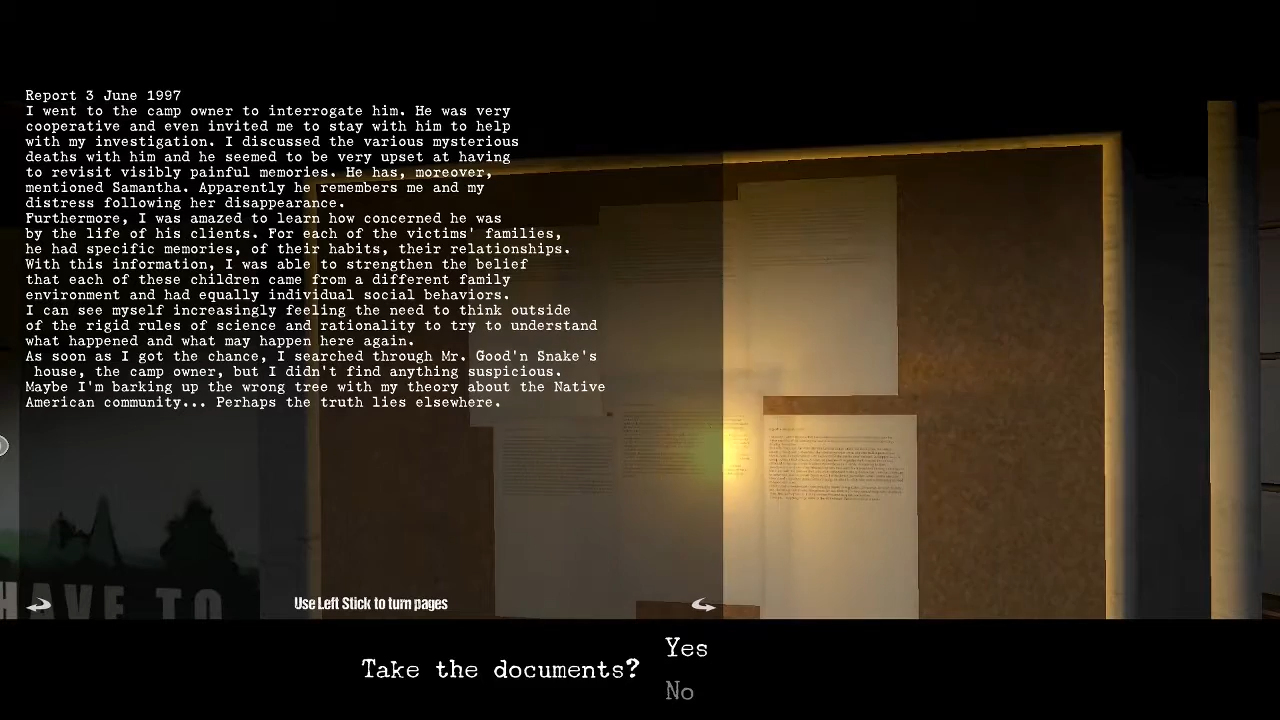 Report 3 June 1997
I went to the camp owner to interrogate him. He was very
cooperative and even invited me to stay with him to help
with my investigation. I discussed the various mysterious
deaths with him and he seemed to be very upset at having
to revisit visibly painful memories. He has, moreover,
mentioned Samantha. Apparently he remembers me and my
distress following her disappearance.
Furthermore, I was amazed to learn how concerned he was
by the life of his clients. For each of the victims' families,
he had specific memories, of their habits, their relationships.
With this information, I was able to strengthen the belief
that each of these children came from a different family
environment and had equally individual social behaviors.
I can see myself increasingly feeling the need to think outside
of the rigid rules of science and rationality to try to understand
what happened and what may happen here again.
As soon as I got the chance, I searched through Mr. Good'n Snake's
house, the camp owner, but I didn't find anything suspicious.
Maybe I'm barking up the wrong tree with my theory about the Native
American community... Perhaps the truth lies elsewhere.
HAVE TO
Use Left Stick to turn pages
Take the documents?
Yes
No